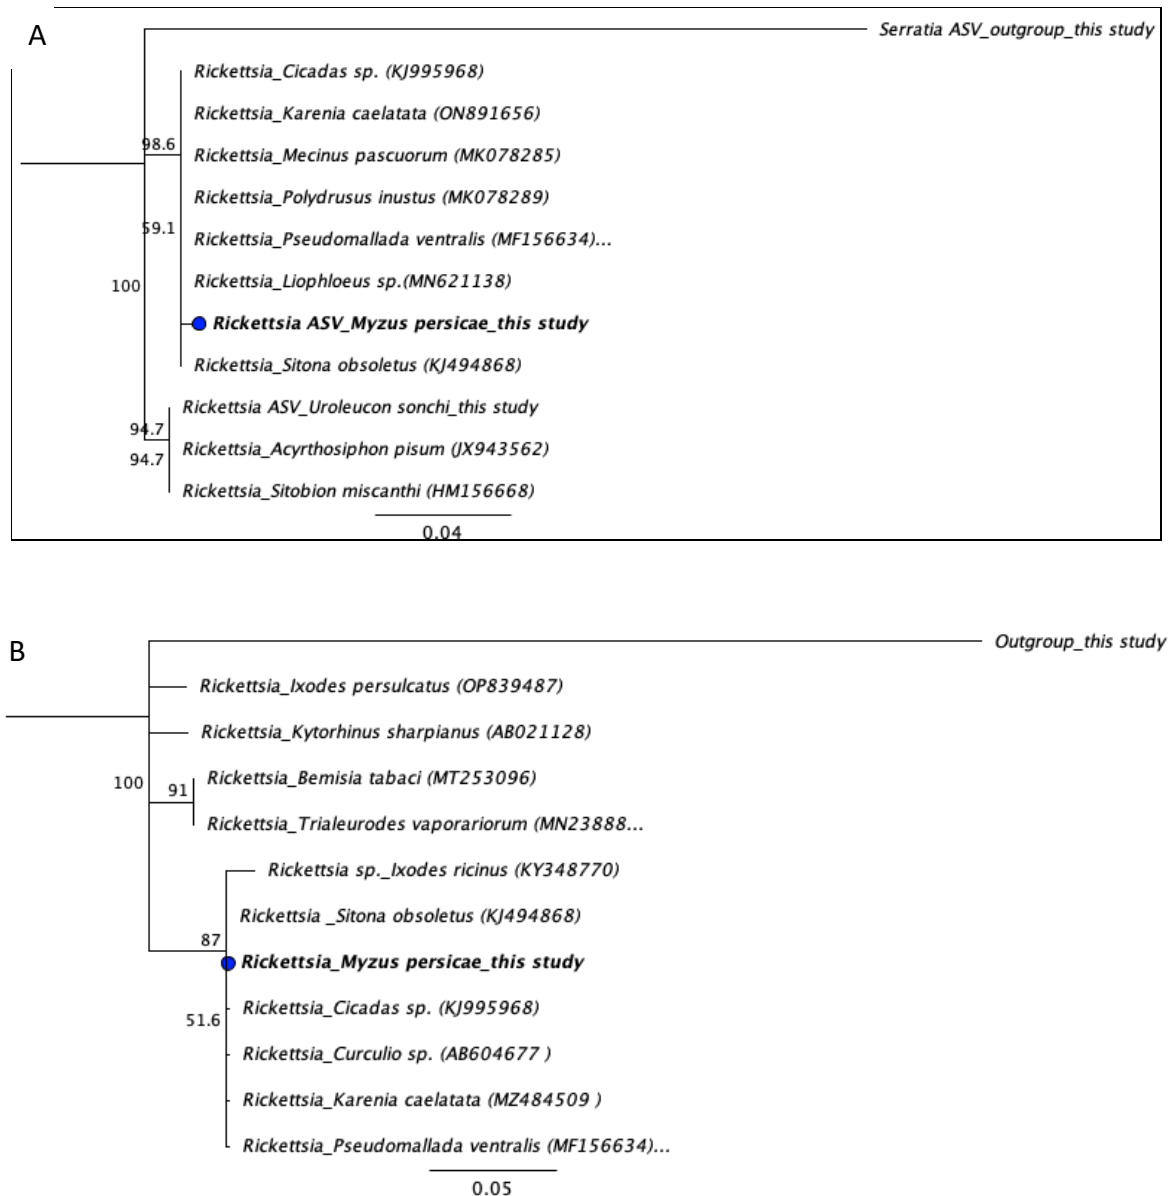 A
Serratia ASV_outgroup_this study
Rickettsia_Cicadas sp. (KJ995968)
Rickettsia_Karenia caelatata (ON891656)
98.6
Rickettsia_Mecinus pascuorum (MK078285)
Rickettsia_Polydrusus inustus (MK078289)
59.1
Rickettsia_Pseudomallada ventralis (MF156634)...
100
Rickettsia_Liophloeus sp.(MN621138)
Rickettsia ASV_Myzus persicae_this study
Rickettsia_Sitona obsoletus (KJ494868)
Rickettsia ASV_Uroleucon sonchi_this study
94.7
Rickettsia_Acyrthosiphon pisum (JX943562)
94.7
Rickettsia_Sitobion miscanthi (HM156668)
0.04
B
Outgroup_this study
Rickettsia_Ixodes persulcatus (OP839487)
Rickettsia_Kytorhinus sharpianus (AB021128)
100
Rickettsia_Bemisia tabaci (MT253096)
91
Rickettsia_Trialeurodes vaporariorum (MN23888...
Rickettsia sp._Ixodes ricinus (KY348770)
Rickettsia _Sitona obsoletus (KJ494868)
87
Rickettsia_Myzus persicae_this study
Rickettsia_Cicadas sp. (KJ995968)
51.6
Rickettsia_Curculio sp. (AB604677 )
Rickettsia_Karenia caelatata (MZ484509 )
Rickettsia_Pseudomallada ventralis (MF156634)...
0.05